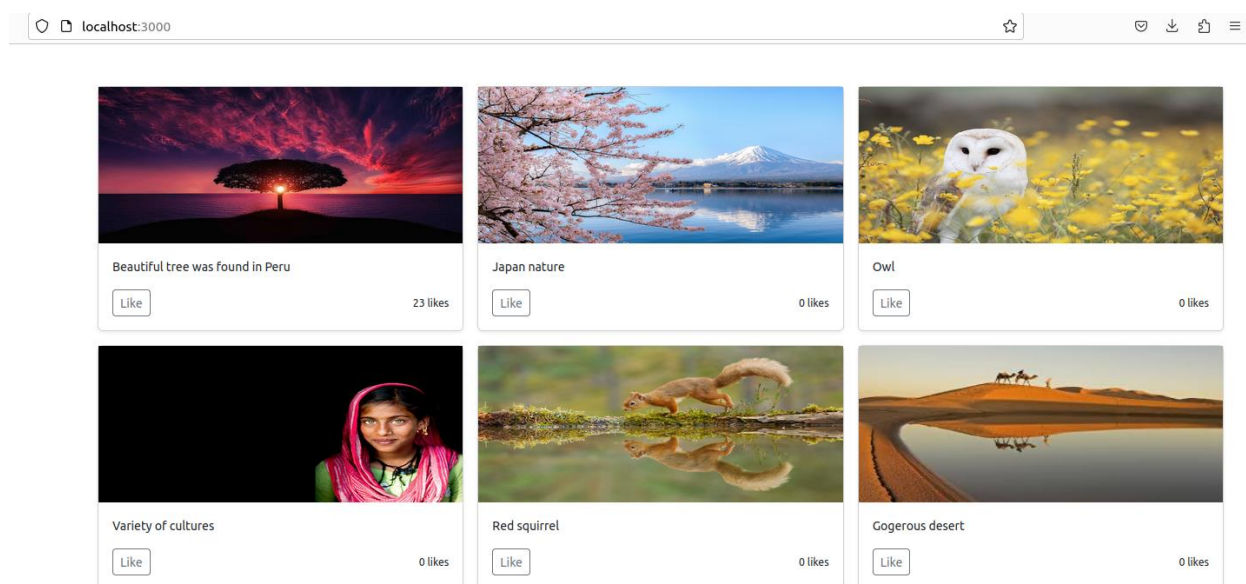 localhost:3000
Beautiful tree was found in Peru
Like
23 likes
Japan nature
Like
0 likes
Owl
Like
0 likes
Variety of cultures
Like
0 likes
Red squirrel
Like
0 likes
Gogerous desert
Like
0 likes